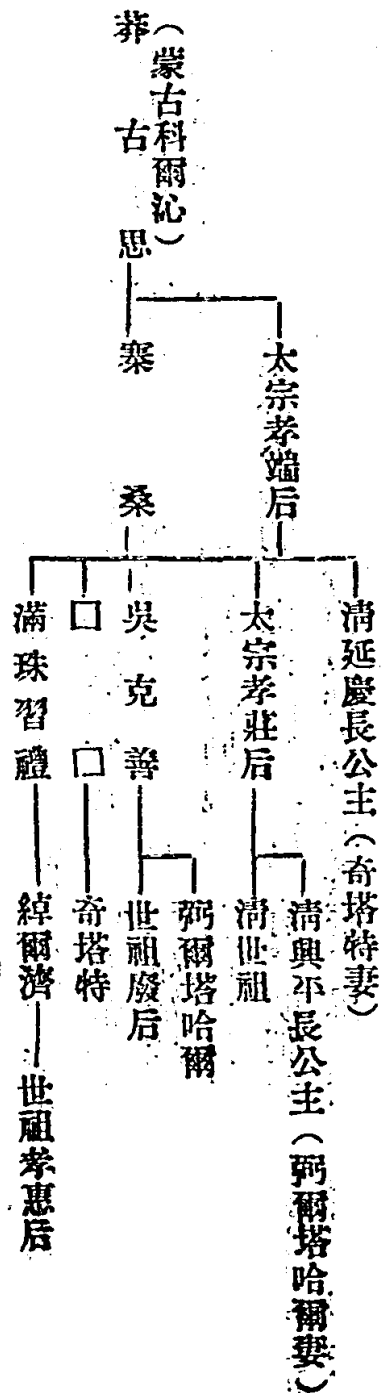 （蒙古科爾沁）
莽古思
太宗孝端后
寨桑
清延慶長公主（奇塔特妻）
太宗孝莊后
吳克善
□□
滿珠習禮
清興平長公主（弼爾塔哈爾妻）
清世祖
弼爾塔哈爾
世祖廢后
奇塔特
綽爾濟
世祖孝惠后